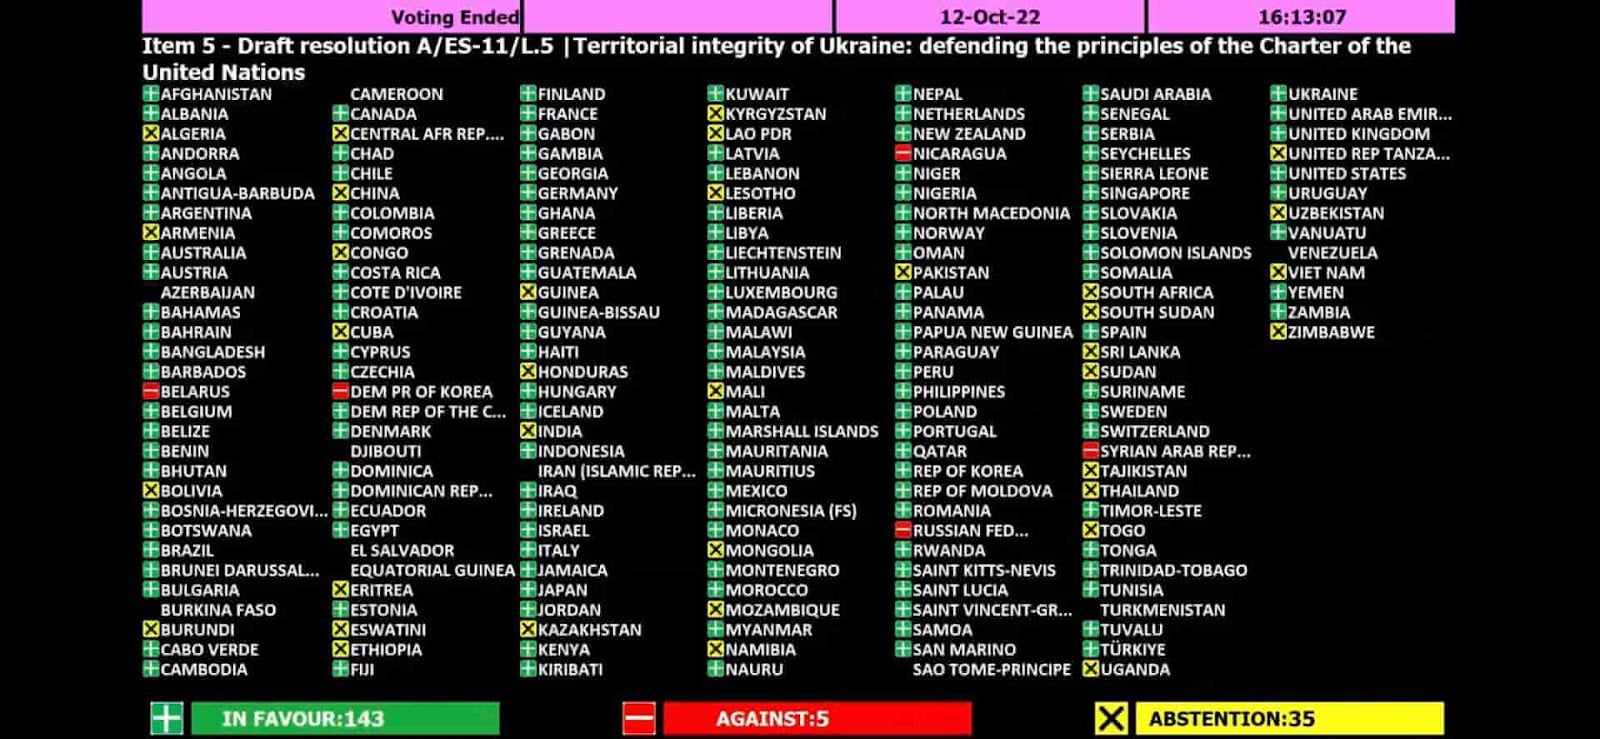 Voting Ended 12-Oct-22 16:13:07
Item 5 - Draft resolution A/ES-11/L.5 |Territorial integrity of Ukraine: defending the principles of the Charter of the
United Nations
AFGHANISTAN
ALBANIA
ALGERIA
ANDORRA
ANGOLA
ANTIGUA-BARBUDA
ARGENTINA
ARMENIA
AUSTRALIA
AUSTRIA
AZERBAIJAN
BAHAMAS
BAHRAIN
BANGLADESH
BARBADOS
BELARUS
BELGIUM
BELIZE
BENIN
BHUTAN
BOLIVIA
BOSNIA-HERZEGOVI...
BOTSWANA
BRAZIL
BRUNEI DARUSSAL...
BULGARIA
BURKINA FASO
BURUNDI
CABO VERDE
CAMBODIA
CAMEROON
CANADA
CENTRAL AFR REP....
CHAD
CHILE
CHINA
COLOMBIA
COMOROS
CONGO
COSTA RICA
COTE D'IVOIRE
CROATIA
CUBA
CYPRUS
CZECHIA
DEM PR OF KOREA
DEM REP OF THE C...
DENMARK
DJIBOUTI
DOMINICA
DOMINICAN REP...
ECUADOR
EGYPT
EL SALVADOR
EQUATORIAL GUINEA
ERITREA
ESTONIA
ESWATINI
ETHIOPIA
FIJI
FINLAND
FRANCE
GABON
GAMBIA
GEORGIA
GERMANY
GHANA
GREECE
GRENADA
GUATEMALA
GUINEA
GUINEA-BISSAU
GUYANA
HAITI
HONDURAS
HUNGARY
ICELAND
INDIA
INDONESIA
IRAN (ISLAMIC REP...
IRAQ
IRELAND
ISRAEL
ITALY
JAMAICA
JAPAN
JORDAN
KAZAKHSTAN
KENYA
KIRIBATI
KUWAIT
KYRGYZSTAN
LAO PDR
LATVIA
LEBANON
LESOTHO
LIBERIA
LIBYA
LIECHTENSTEIN
LITHUANIA
LUXEMBOURG
MADAGASCAR
MALAWI
MALAYSIA
MALDIVES
MALI
MALTA
MARSHALL ISLANDS
MAURITANIA
MAURITIUS
MEXICO
MICRONESIA (FS)
MONACO
MONGOLIA
MONTENEGRO
MOROCCO
MOZAMBIQUE
MYANMAR
NAMIBIA
NAURU
NEPAL
NETHERLANDS
NEW ZEALAND
NICARAGUA
NIGER
NIGERIA
NORTH MACEDONIA
NORWAY
OMAN
PAKISTAN
PALAU
PANAMA
PAPUA NEW GUINEA
PARAGUAY
PERU
PHILIPPINES
POLAND
PORTUGAL
QATAR
REP OF KOREA
REP OF MOLDOVA
ROMANIA
RUSSIAN FED...
RWANDA
SAINT KITTS-NEVIS
SAINT LUCIA
SAINT VINCENT-GR...
SAMOA
SAN MARINO
SAO TOME-PRINCIPE
SAUDI ARABIA
SENEGAL
SERBIA
SEYCHELLES
SIERRA LEONE
SINGAPORE
SLOVAKIA
SLOVENIA
SOLOMON ISLANDS
SOMALIA
SOUTH AFRICA
SOUTH SUDAN
SPAIN
SRI LANKA
SUDAN
SURINAME
SWEDEN
SWITZERLAND
SYRIAN ARAB REP...
TAJIKISTAN
THAILAND
TIMOR-LESTE
TOGO
TONGA
TRINIDAD-TOBAGO
TUNISIA
TURKMENISTAN
TUVALU
TÜRKIYE
UGANDA
UKRAINE
UNITED ARAB EMIR...
UNITED KINGDOM
UNITED REP TANZA...
UNITED STATES
URUGUAY
UZBEKISTAN
VANUATU
VENEZUELA
VIET NAM
YEMEN
ZAMBIA
ZIMBABWE
IN FAVOUR:143 AGAINST:5 ABSTENTION:35